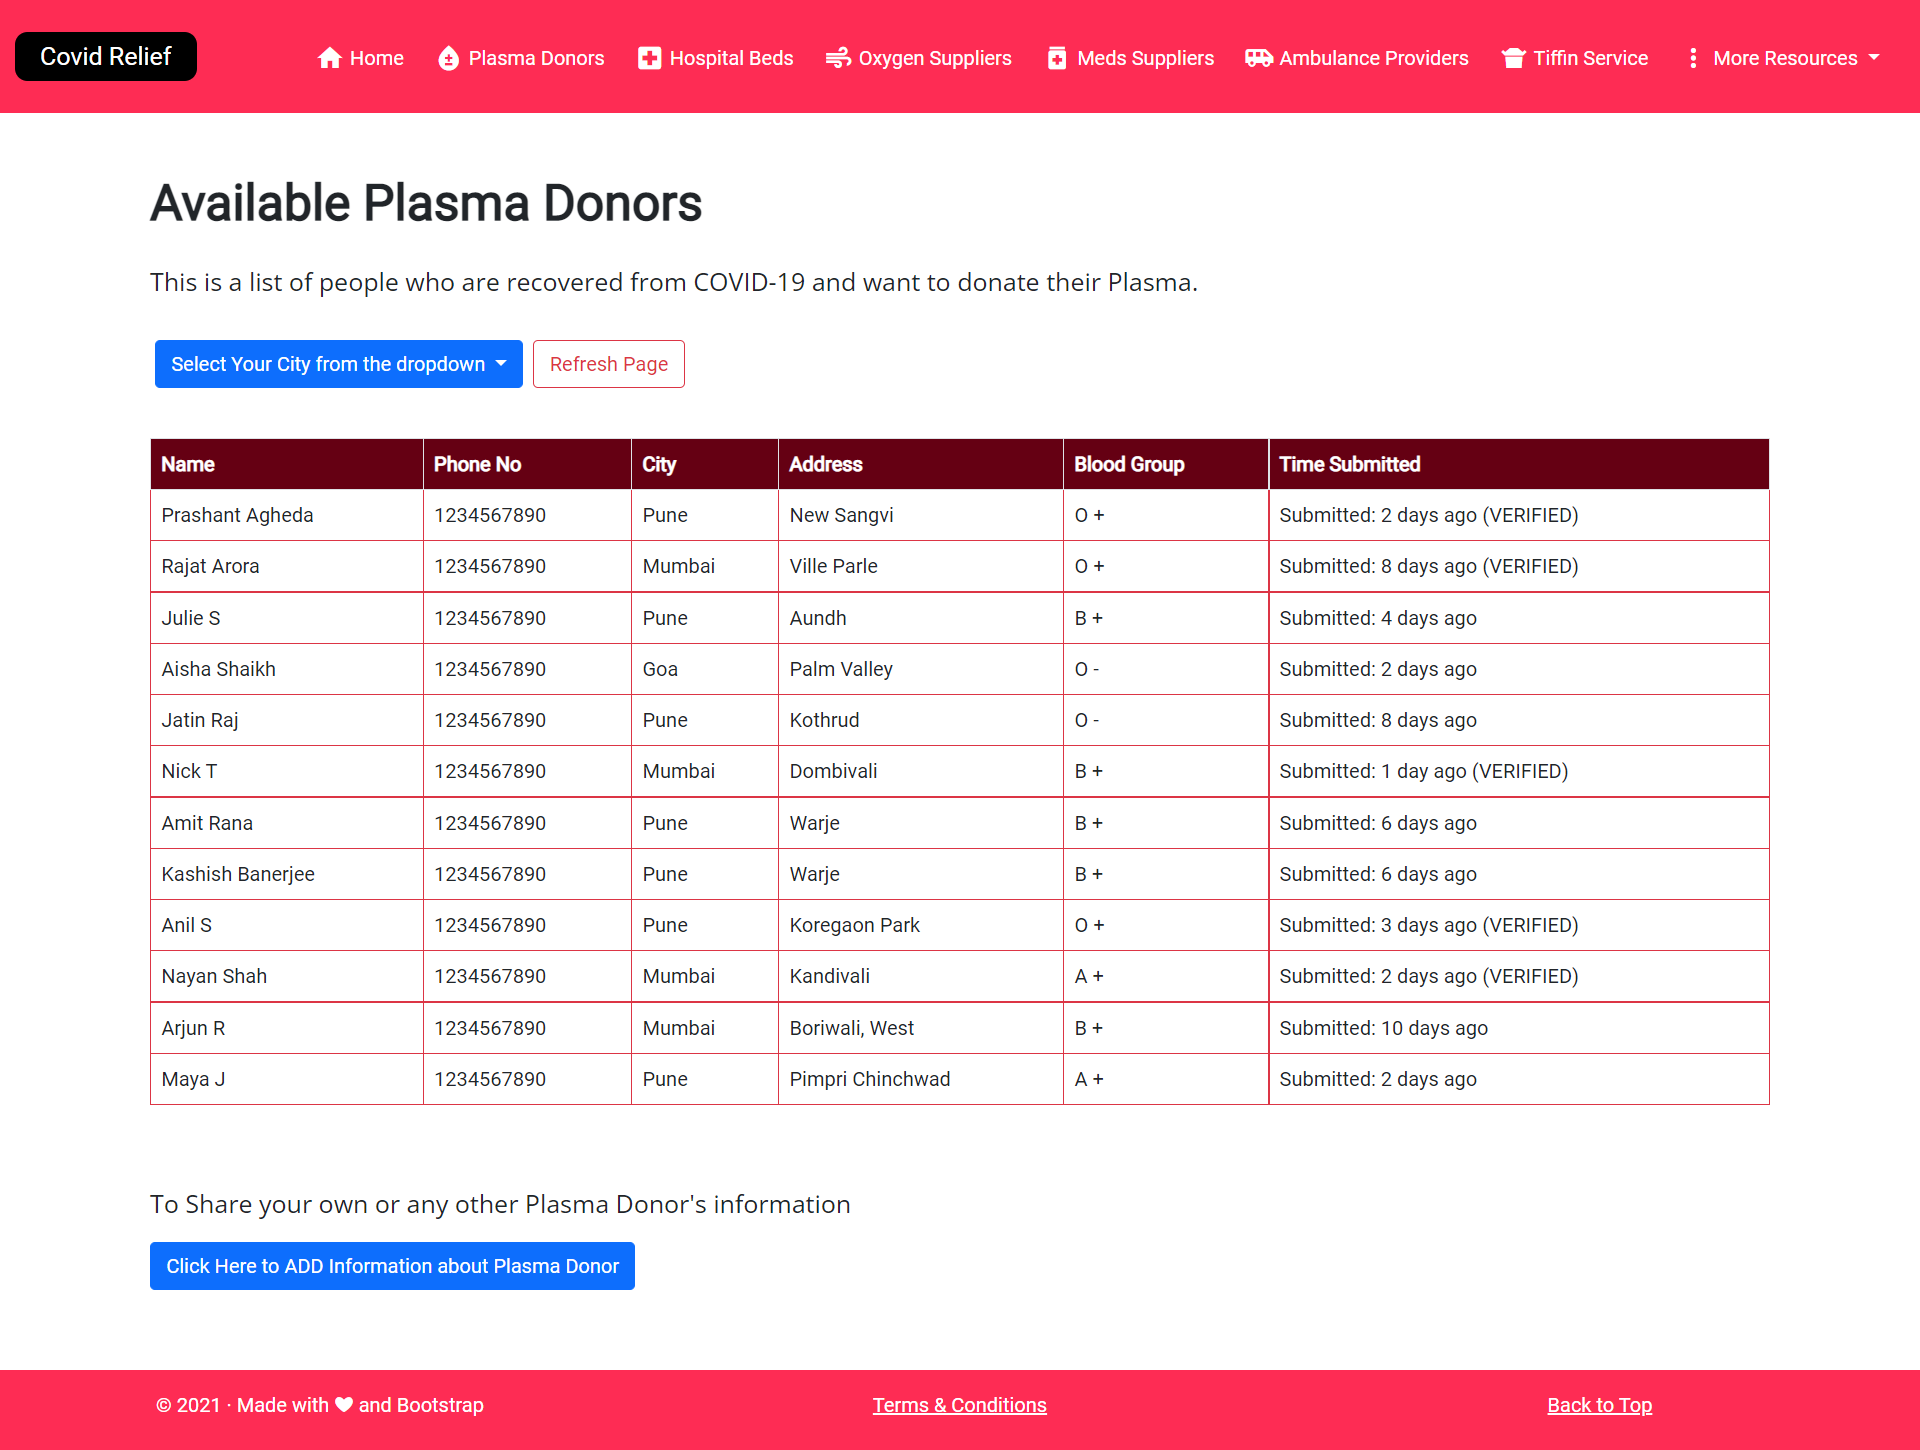 Covid Relief Home Plasma Donors Hospital Beds Oxygen Suppliers Meds Suppliers Ambulance Providers Tiffin Service More Resources
Available Plasma Donors
This is a list of people who are recovered from COVID-19 and want to donate their Plasma.
Select Your City from the dropdown Refresh Page
Name Phone No City Address Blood Group Time Submitted
Prashant Agheda 1234567890 Pune New Sangvi O + Submitted: 2 days ago (VERIFIED)
Rajat Arora 1234567890 Mumbai Ville Parle O + Submitted: 8 days ago (VERIFIED)
Julie S 1234567890 Pune Aundh B + Submitted: 4 days ago
Aisha Shaikh 1234567890 Goa Palm Valley O - Submitted: 2 days ago
Jatin Raj 1234567890 Pune Kothrud O - Submitted: 8 days ago
Nick T 1234567890 Mumbai Dombivali B + Submitted: 1 day ago (VERIFIED)
Amit Rana 1234567890 Pune Warje B + Submitted: 6 days ago
Kashish Banerjee 1234567890 Pune Warje B + Submitted: 6 days ago
Anil S 1234567890 Pune Koregaon Park O + Submitted: 3 days ago (VERIFIED)
Nayan Shah 1234567890 Mumbai Kandivali A + Submitted: 2 days ago (VERIFIED)
Arjun R 1234567890 Mumbai Boriwali, West B + Submitted: 10 days ago
Maya J 1234567890 Pune Pimpri Chinchwad A + Submitted: 2 days ago
To Share your own or any other Plasma Donor's information
Click Here to ADD Information about Plasma Donor
© 2021 · Made with ♥ and Bootstrap Terms & Conditions Back to Top